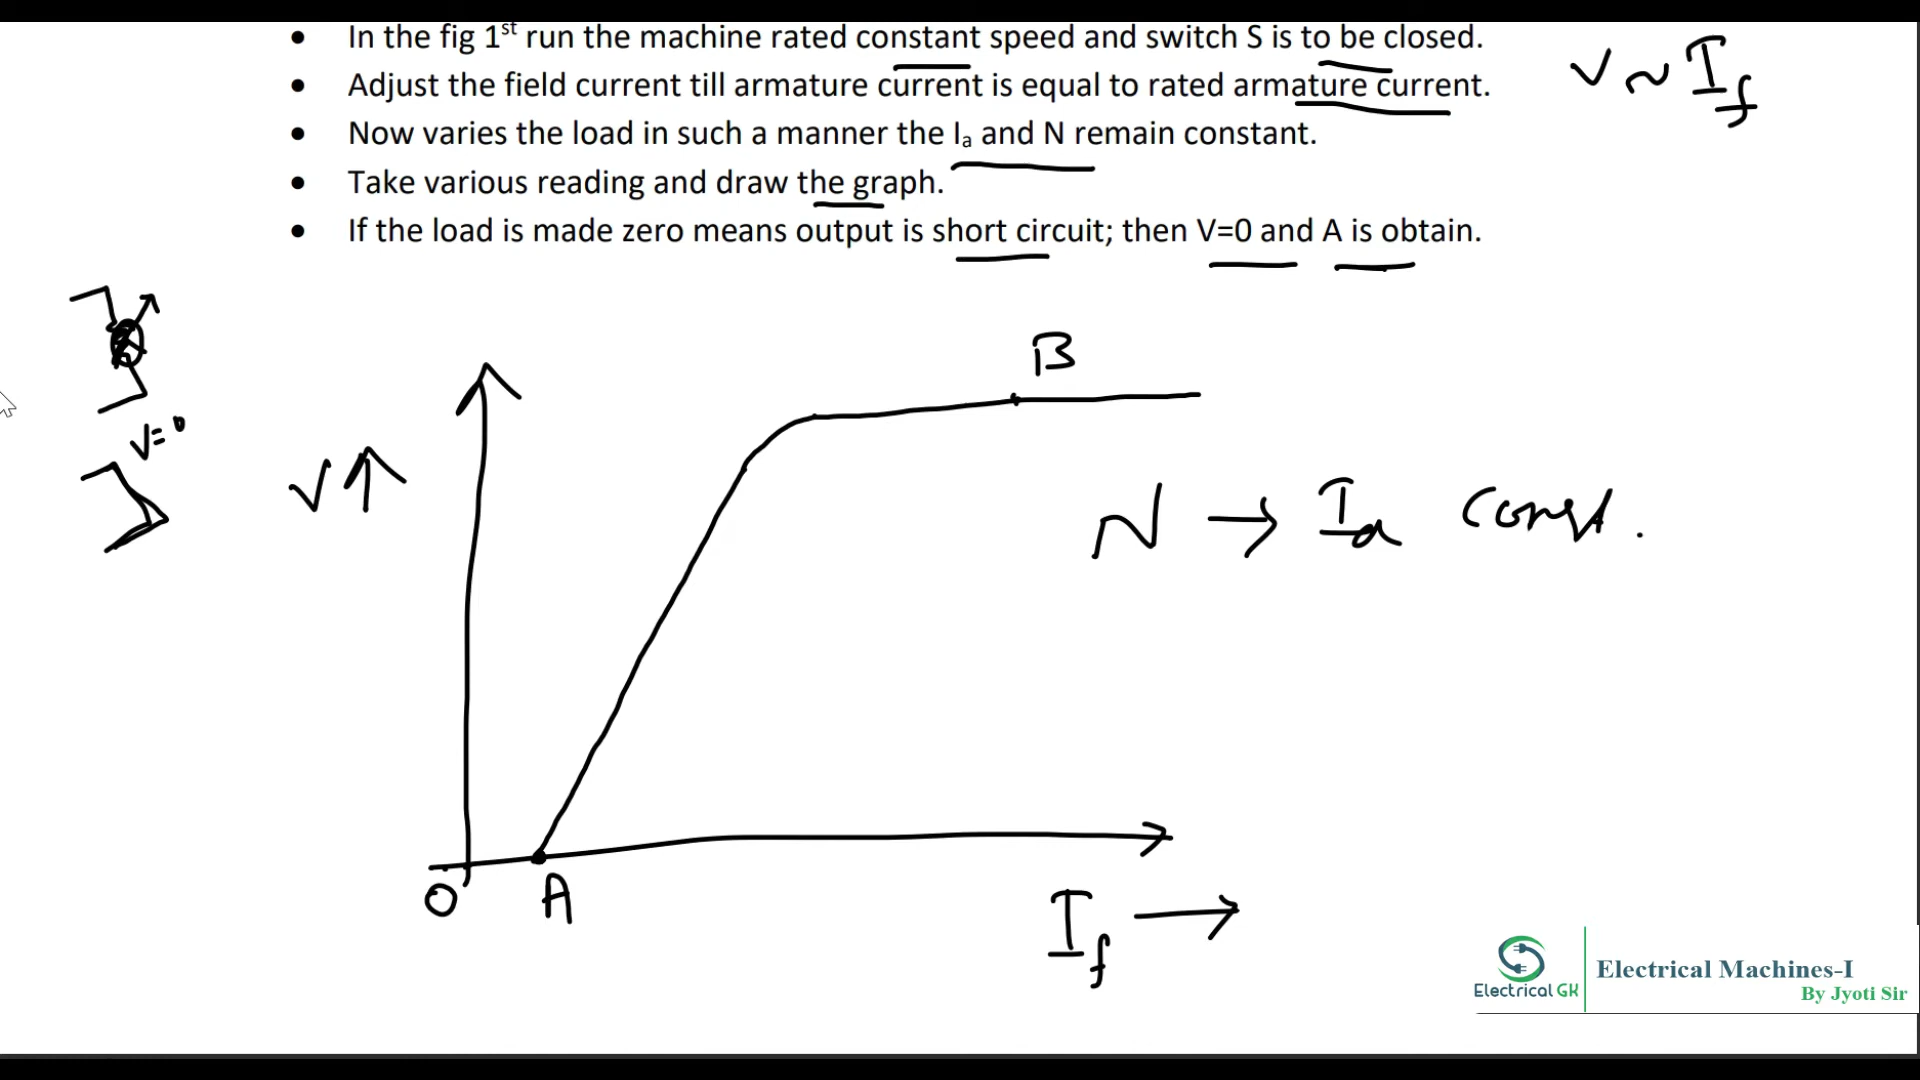 • In the fig 1st run the machine rated constant speed and switch S is to be closed.
V ~ If
• Adjust the field current till armature current is equal to rated armature current.
• Now varies the load in such a manner the Ia and N remain constant.
• Take various reading and draw the graph.
• If the load is made zero means output is short circuit; then V=0 and A is obtain.
B
V=0
V↑
N → Ia Const.
O
A
If →
Electrical GK
Electrical Machines-I
By Jyoti Sir